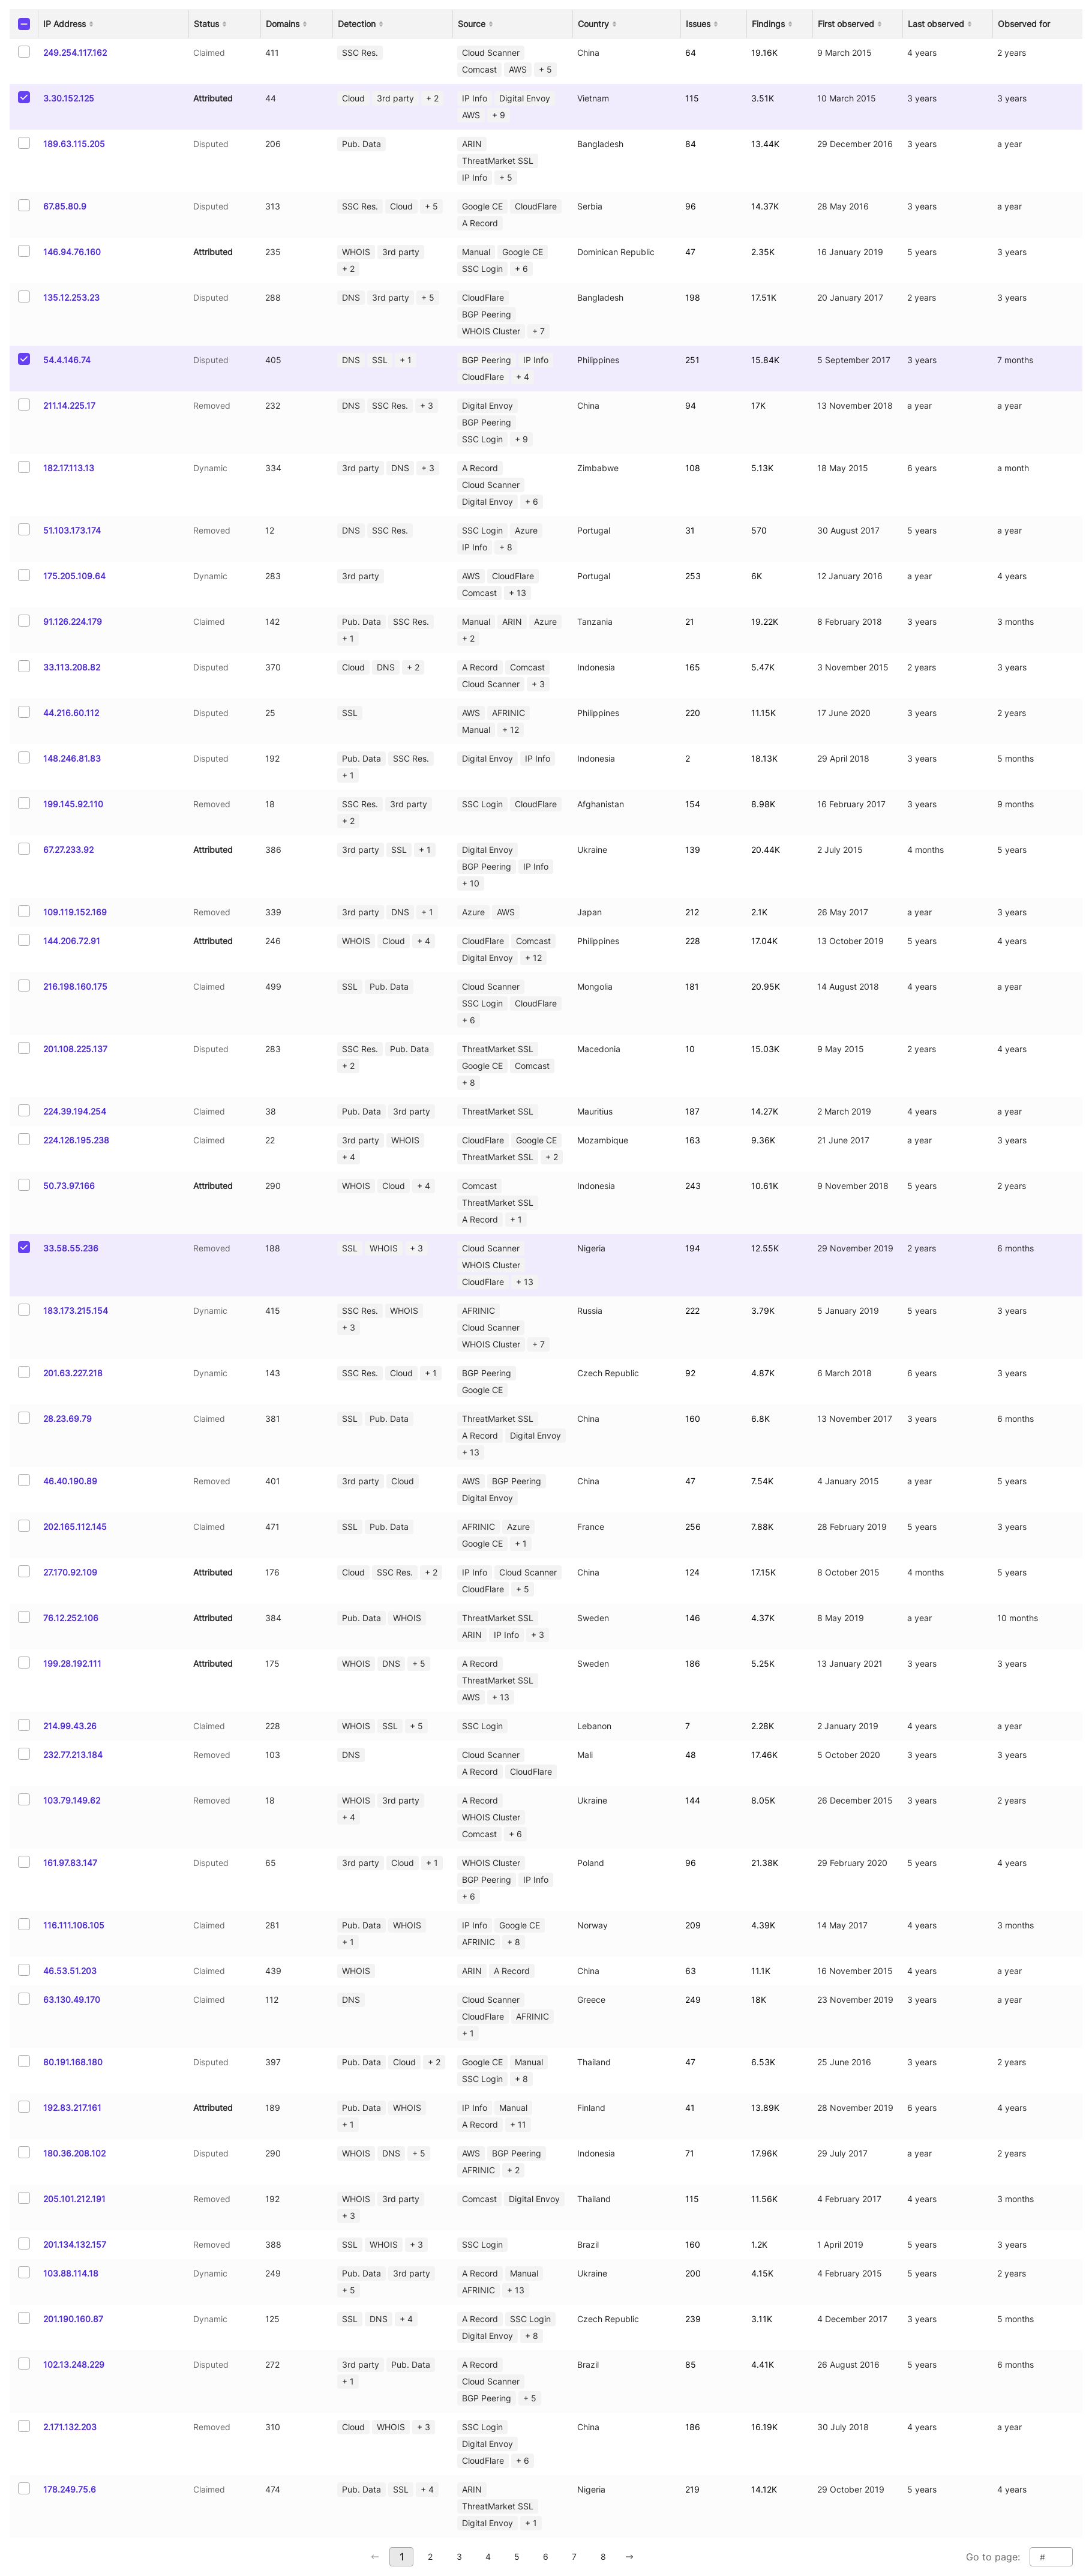 IP Address Status Domains Detection Source Country Issues Findings First observed Last observed Observed for
249.254.117.162 Claimed 411 SSC Res. Cloud Scanner China 64 19.16K 9 March 2015 4 years 2 years
Comcast AWS + 5
3.30.152.125 Attributed 44 Cloud 3rd party + 2 IP Info Digital Envoy Vietnam 115 3.51K 10 March 2015 3 years 3 years
AWS + 9
189.63.115.205 Disputed 206 Pub. Data ARIN Bangladesh 84 13.44K 29 December 2016 3 years a year
ThreatMarket SSL
IP Info + 5
67.85.80.9 Disputed 313 SSC Res. Cloud + 5 Google CE CloudFlare Serbia 96 14.37K 28 May 2016 3 years a year
A Record
146.94.76.160 Attributed 235 WHOIS 3rd party Manual Google CE Dominican Republic 47 2.35K 16 January 2019 5 years 3 years
+ 2 SSC Login + 6
135.12.253.23 Disputed 288 DNS 3rd party + 5 CloudFlare Bangladesh 198 17.51K 20 January 2017 2 years 3 years
BGP Peering
WHOIS Cluster + 7
54.4.146.74 Disputed 405 DNS SSL + 1 BGP Peering IP Info Philippines 251 15.84K 5 September 2017 3 years 7 months
CloudFlare + 4
211.14.225.17 Removed 232 DNS SSC Res. + 3 Digital Envoy China 94 17K 13 November 2018 a year a year
BGP Peering
SSC Login + 9
182.17.113.13 Dynamic 334 3rd party DNS + 3 A Record Zimbabwe 108 5.13K 18 May 2015 6 years a month
Cloud Scanner
Digital Envoy + 6
51.103.173.174 Removed 12 DNS SSC Res. SSC Login Azure Portugal 31 570 30 August 2017 5 years a year
IP Info + 8
175.205.109.64 Dynamic 283 3rd party AWS CloudFlare Portugal 253 6K 12 January 2016 a year 4 years
Comcast + 13
91.126.224.179 Claimed 142 Pub. Data SSC Res. Manual ARIN Azure Tanzania 21 19.22K 8 February 2018 3 years 3 months
+ 1 + 2
33.113.208.82 Disputed 370 Cloud DNS + 2 A Record Comcast Indonesia 165 5.47K 3 November 2015 2 years 3 years
Cloud Scanner + 3
44.216.60.112 Disputed 25 SSL AWS AFRINIC Philippines 220 11.15K 17 June 2020 3 years 2 years
Manual + 12
148.246.81.83 Disputed 192 Pub. Data SSC Res. Digital Envoy IP Info Indonesia 2 18.13K 29 April 2018 3 years 5 months
+ 1
199.145.92.110 Removed 18 SSC Res. 3rd party SSC Login CloudFlare Afghanistan 154 8.98K 16 February 2017 3 years 9 months
+ 2
67.27.233.92 Attributed 386 3rd party SSL + 1 Digital Envoy Ukraine 139 20.44K 2 July 2015 4 months 5 years
BGP Peering IP Info
+ 10
109.119.152.169 Removed 339 3rd party DNS + 1 Azure AWS Japan 212 2.1K 26 May 2017 a year 3 years
144.206.72.91 Attributed 246 WHOIS Cloud + 4 CloudFlare Comcast Philippines 228 17.04K 13 October 2019 5 years 4 years
Digital Envoy + 12
216.198.160.175 Claimed 499 SSL Pub. Data Cloud Scanner Mongolia 181 20.95K 14 August 2018 4 years a year
SSC Login CloudFlare
+ 6
201.108.225.137 Disputed 283 SSC Res. Pub. Data ThreatMarket SSL Macedonia 10 15.03K 9 May 2015 2 years 4 years
+ 2 Google CE Comcast
+ 8
224.39.194.254 Claimed 38 Pub. Data 3rd party ThreatMarket SSL Mauritius 187 14.27K 2 March 2019 4 years a year
224.126.195.238 Claimed 22 3rd party WHOIS CloudFlare Google CE Mozambique 163 9.36K 21 June 2017 a year 3 years
+ 4 ThreatMarket SSL + 2
50.73.97.166 Attributed 290 WHOIS Cloud + 4 Comcast Indonesia 243 10.61K 9 November 2018 5 years 2 years
ThreatMarket SSL
A Record + 1
33.58.55.236 Removed 188 SSL WHOIS + 3 Cloud Scanner Nigeria 194 12.55K 29 November 2019 2 years 6 months
WHOIS Cluster
CloudFlare + 13
183.173.215.154 Dynamic 415 SSC Res. WHOIS AFRINIC Russia 222 3.79K 5 January 2019 5 years 3 years
+ 3 Cloud Scanner
WHOIS Cluster + 7
201.63.227.218 Dynamic 143 SSC Res. Cloud + 1 BGP Peering Czech Republic 92 4.87K 6 March 2018 6 years 3 years
Google CE
28.23.69.79 Claimed 381 SSL Pub. Data ThreatMarket SSL China 160 6.8K 13 November 2017 3 years 6 months
A Record Digital Envoy
+ 13
46.40.190.89 Removed 401 3rd party Cloud AWS BGP Peering China 47 7.54K 4 January 2015 a year 5 years
Digital Envoy
202.165.112.145 Claimed 471 SSL Pub. Data AFRINIC Azure France 256 7.88K 28 February 2019 5 years 3 years
Google CE + 1
27.170.92.109 Attributed 176 Cloud SSC Res. + 2 IP Info Cloud Scanner China 124 17.15K 8 October 2015 4 months 5 years
CloudFlare + 5
76.12.252.106 Attributed 384 Pub. Data WHOIS ThreatMarket SSL Sweden 146 4.37K 8 May 2019 a year 10 months
ARIN IP Info + 3
199.28.192.111 Attributed 175 WHOIS DNS + 5 A Record Sweden 186 5.25K 13 January 2021 3 years 3 years
ThreatMarket SSL
AWS + 13
214.99.43.26 Claimed 228 WHOIS SSL + 5 SSC Login Lebanon 7 2.28K 2 January 2019 4 years a year
232.77.213.184 Removed 103 DNS Cloud Scanner Mali 48 17.46K 5 October 2020 3 years 3 years
A Record CloudFlare
103.79.149.62 Removed 18 WHOIS 3rd party A Record Ukraine 144 8.05K 26 December 2015 3 years 2 years
+ 4 WHOIS Cluster
Comcast + 6
161.97.83.147 Disputed 65 3rd party Cloud + 1 WHOIS Cluster Poland 96 21.38K 29 February 2020 5 years 4 years
BGP Peering IP Info
+ 6
116.111.106.105 Claimed 281 Pub. Data WHOIS IP Info Google CE Norway 209 4.39K 14 May 2017 4 years 3 months
+ 1 AFRINIC + 8
46.53.51.203 Claimed 439 WHOIS ARIN A Record China 63 11.1K 16 November 2015 4 years a year
63.130.49.170 Claimed 112 DNS Cloud Scanner Greece 249 18K 23 November 2019 3 years a year
CloudFlare AFRINIC
+ 1
80.191.168.180 Disputed 397 Pub. Data Cloud + 2 Google CE Manual Thailand 47 6.53K 25 June 2016 3 years 2 years
SSC Login + 8
192.83.217.161 Attributed 189 Pub. Data WHOIS IP Info Manual Finland 41 13.89K 28 November 2019 6 years 4 years
+ 1 A Record + 11
180.36.208.102 Disputed 290 WHOIS DNS + 5 AWS BGP Peering Indonesia 71 17.96K 29 July 2017 a year 2 years
AFRINIC + 2
205.101.212.191 Removed 192 WHOIS 3rd party Comcast Digital Envoy Thailand 115 11.56K 4 February 2017 4 years 3 months
+ 3
201.134.132.157 Removed 388 SSL WHOIS + 3 SSC Login Brazil 160 1.2K 1 April 2019 5 years 3 years
103.88.114.18 Dynamic 249 Pub. Data 3rd party A Record Manual Ukraine 200 4.15K 4 February 2015 5 years 2 years
+ 5 AFRINIC + 13
201.190.160.87 Dynamic 125 SSL DNS + 4 A Record SSC Login Czech Republic 239 3.11K 4 December 2017 3 years 5 months
Digital Envoy + 8
102.13.248.229 Disputed 272 3rd party Pub. Data A Record Brazil 85 4.41K 26 August 2016 5 years 6 months
+ 1 Cloud Scanner
BGP Peering + 5
2.171.132.203 Removed 310 Cloud WHOIS + 3 SSC Login China 186 16.19K 30 July 2018 4 years a year
Digital Envoy
CloudFlare + 6
178.249.75.6 Claimed 474 Pub. Data SSL + 4 ARIN Nigeria 219 14.12K 29 October 2019 5 years 4 years
ThreatMarket SSL
Digital Envoy + 1
← 1 2 3 4 5 6 7 8 → Go to page: #